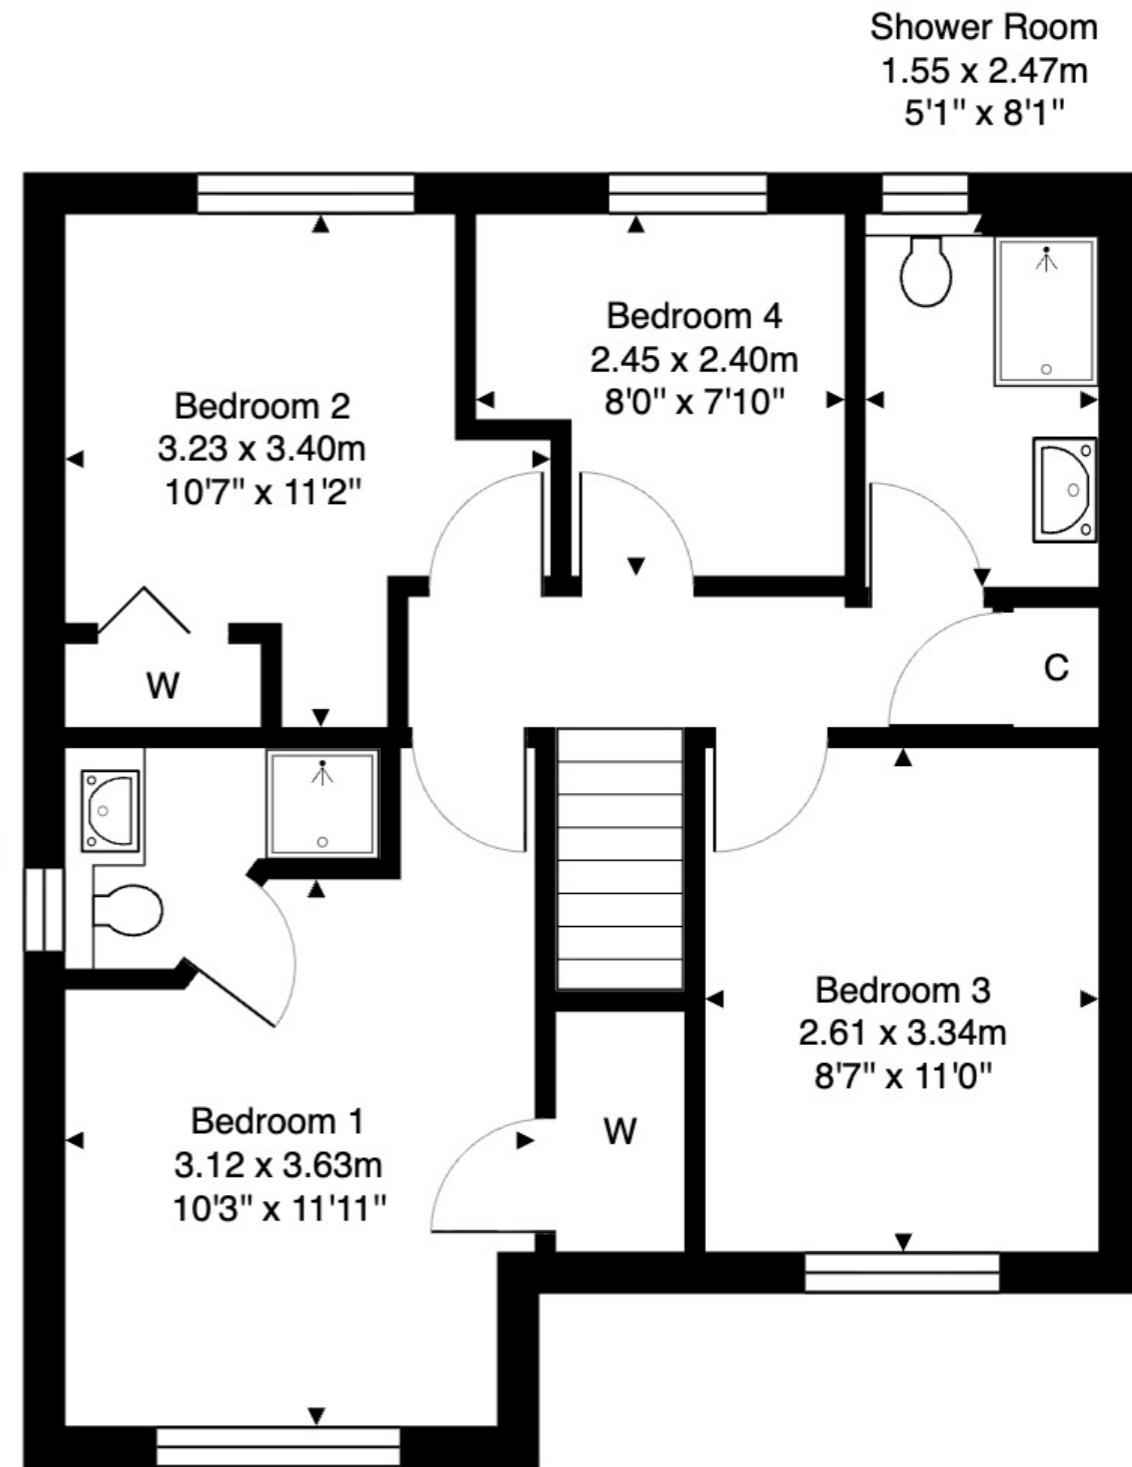 Shower Room
1.55 x 2.47m
5'1" x 8'1"
Bedroom 4
2.45 x 2.40m
8'0" x 7'10"
Bedroom 2
3.23 x 3.40m
10'7" x 11'2"
W
C
Bedroom 3
2.61 x 3.34m
8'7" x 11'0"
Bedroom 1
3.12 x 3.63m
10'3" x 11'11"
W